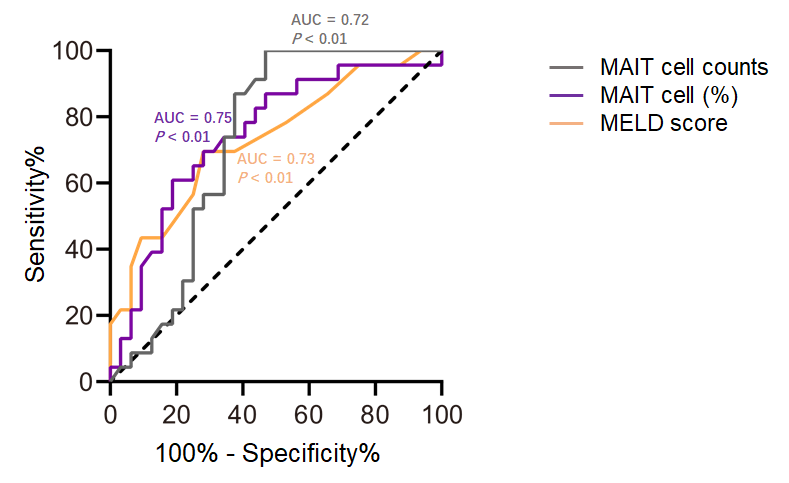 AUC = 0.72
P < 0.01
100
MAIT cell counts
MAIT cell (%)
MELD score
80
AUC = 0.75
P < 0.01
AUC = 0.73
P < 0.01
60
40
20
0
Sensitivity%
0 20 40 60 80 100
100% - Specificity%